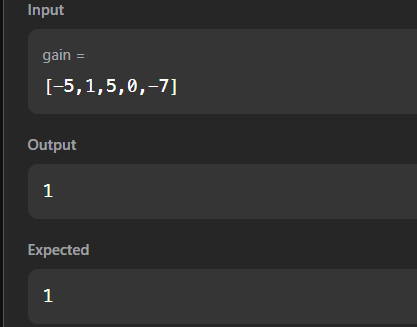 Input
gain =
[-5,1,5,0,-7]
Output
1
Expected
1